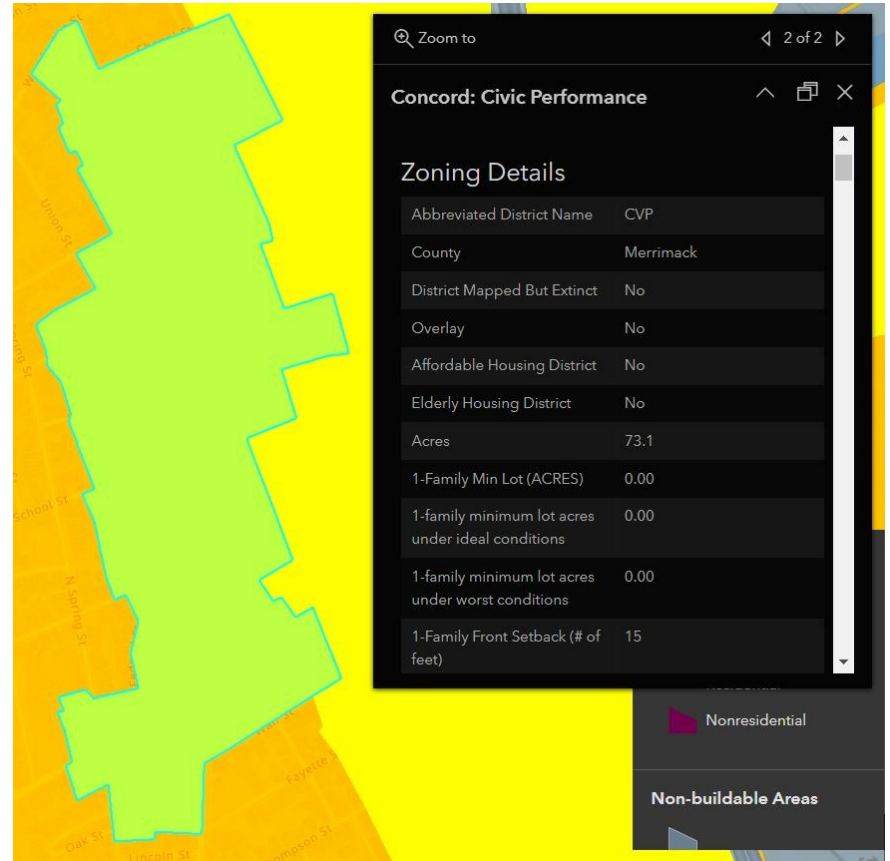 Zoom to
2 of 2
Concord: Civic Performance
Zoning Details
Abbreviated District Name CVP
County Merrimack
District Mapped But Extinct No
Overlay No
Affordable Housing District No
Elderly Housing District No
Acres 73.1
1-Family Min Lot (ACRES) 0.00
1-family minimum lot acres
under ideal conditions 0.00
1-family minimum lot acres
under worst conditions 0.00
1-Family Front Setback (# of
feet) 15
Nonresidential
Non-buildable Areas
Union St
School St
N Spring St
Fayette S
Oak St
Lincoln St